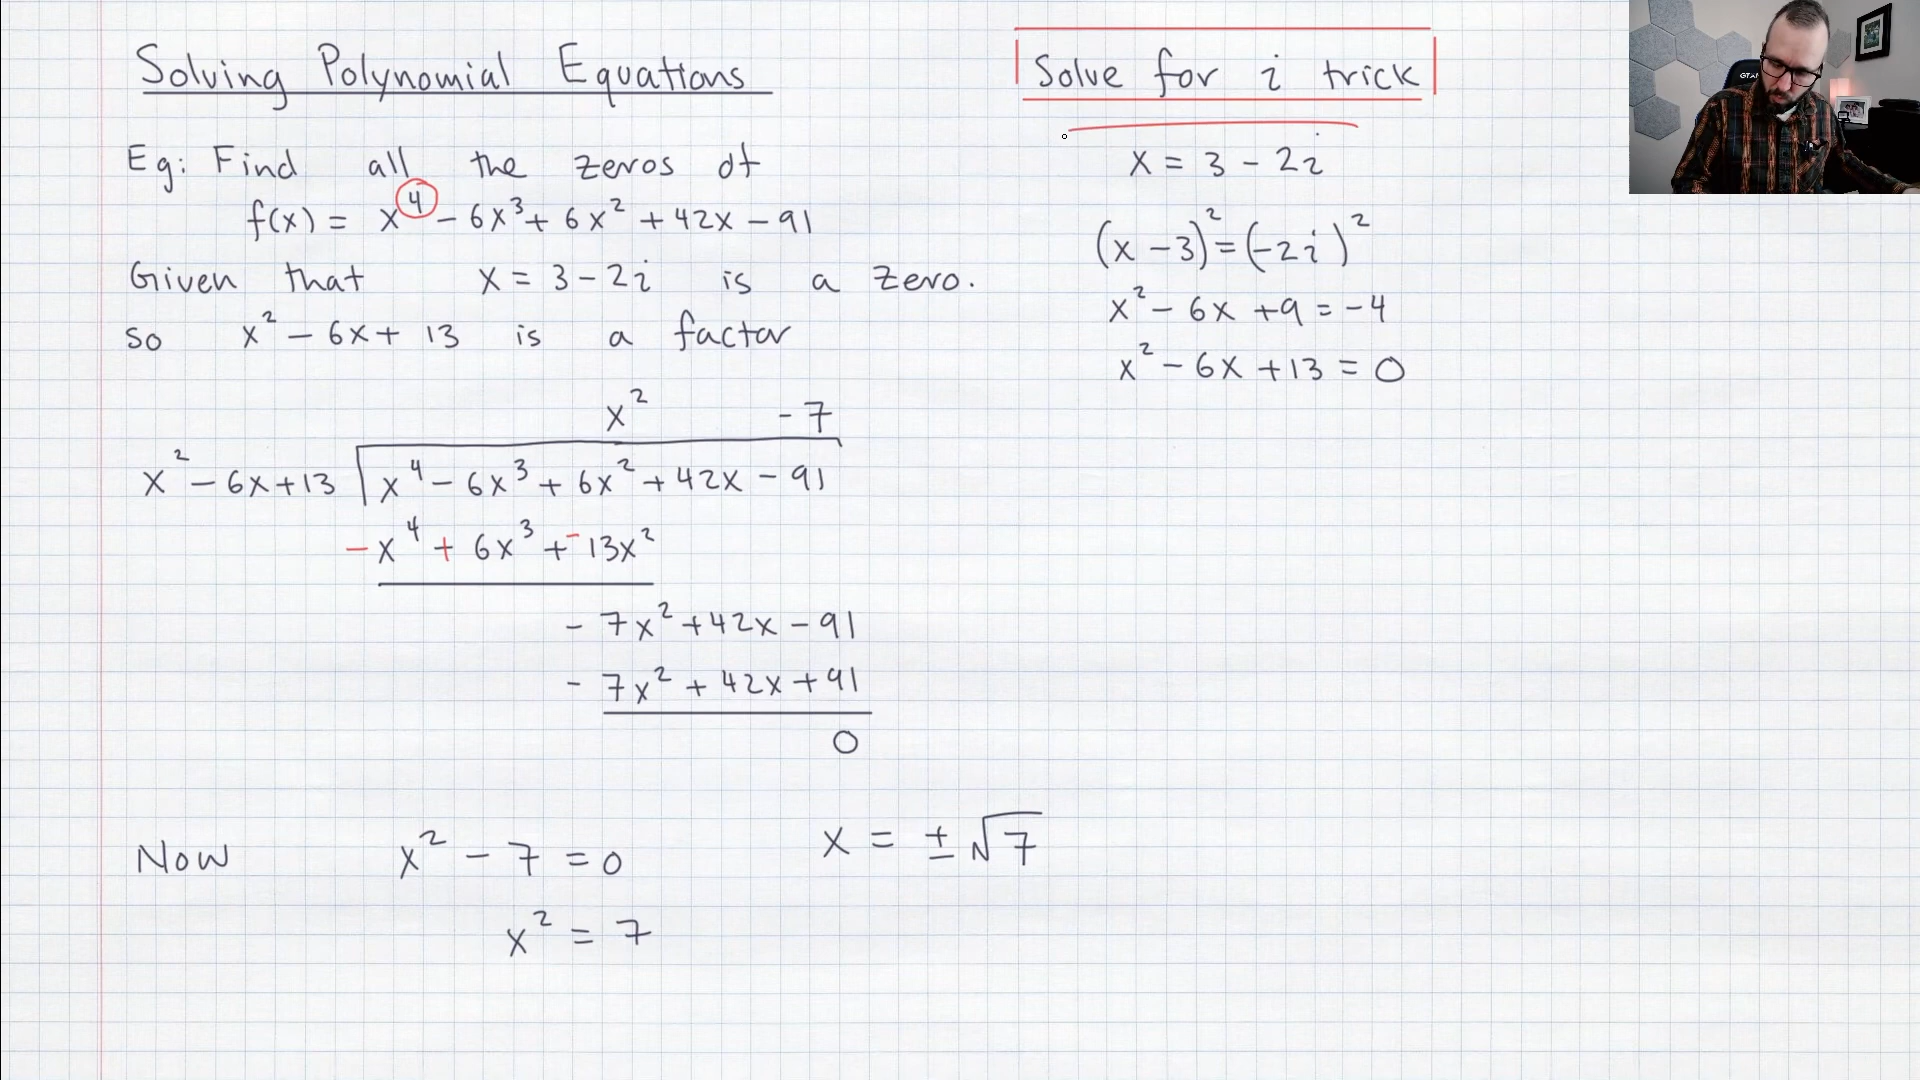 Solving Polynomial Equations
Eg: Find all the zeros of
f(x) = x⁴ - 6x³ + 6x² + 42x - 91
Given that x = 3 - 2i is a zero.
so x² - 6x + 13 is a factor
x² - 7
x² - 6x + 13 | x⁴ - 6x³ + 6x² + 42x - 91
- x⁴ + 6x³ + - 13x²
- 7x² + 42x - 91
- 7x² + 42x + 91
0
Now x² - 7 = 0
x² = 7
x = ± √7
Solve for i trick
x = 3 - 2i
(x - 3)² = (-2i)²
x² - 6x + 9 = -4
x² - 6x + 13 = 0